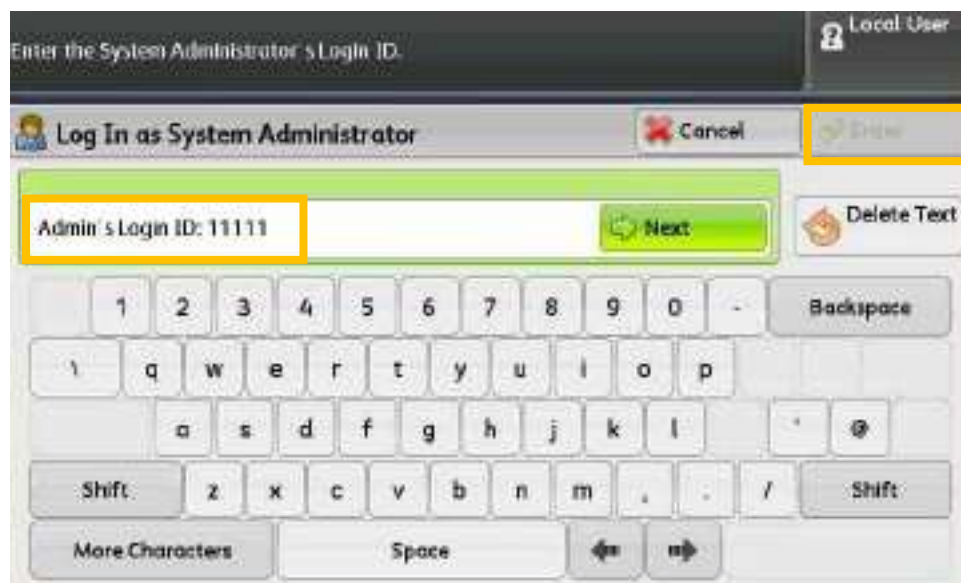 Enter the System Administrator's Login ID.
Local User
Log In as System Administrator
Cancel
Enter
Admin's Login ID: 11111
Next
Delete Text
1 2 3 4 5 6 7 8 9 0 - Backspace
\ q w e r t y u i o p
a s d f g h j k l ' @
Shift z x c v b n m , . / Shift
More Characters Space